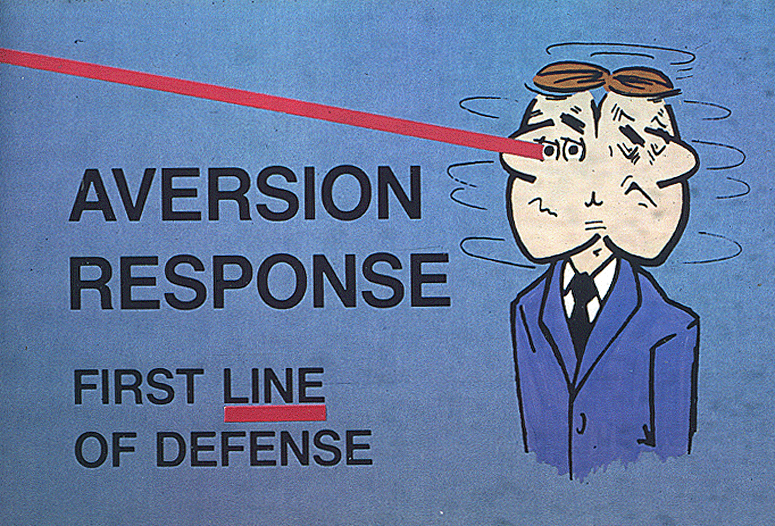 AVERSION
RESPONSE
FIRST LINE
OF DEFENSE